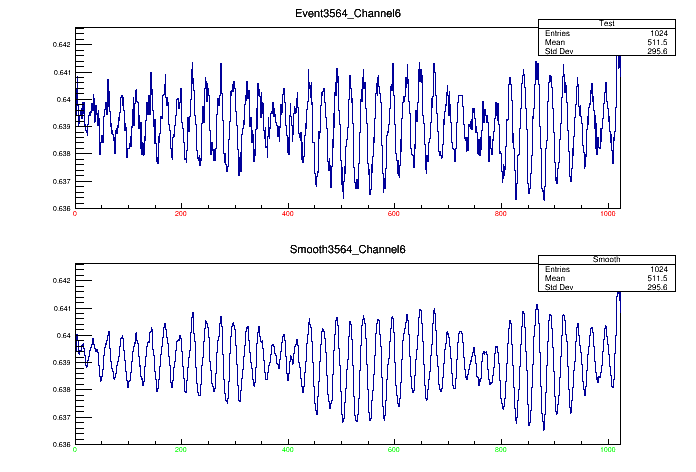 Event3564_Channel6
Test
Entries 1024
Mean 511.5
Std Dev 295.6
0.642
0.641
0.64
0.639
0.638
0.637
0.636
0 200 400 600 800 1000
Smooth3564_Channel6
Smooth
Entries 1024
Mean 511.5
Std Dev 295.6
0.642
0.641
0.64
0.639
0.638
0.637
0.636
0 200 400 600 800 1000